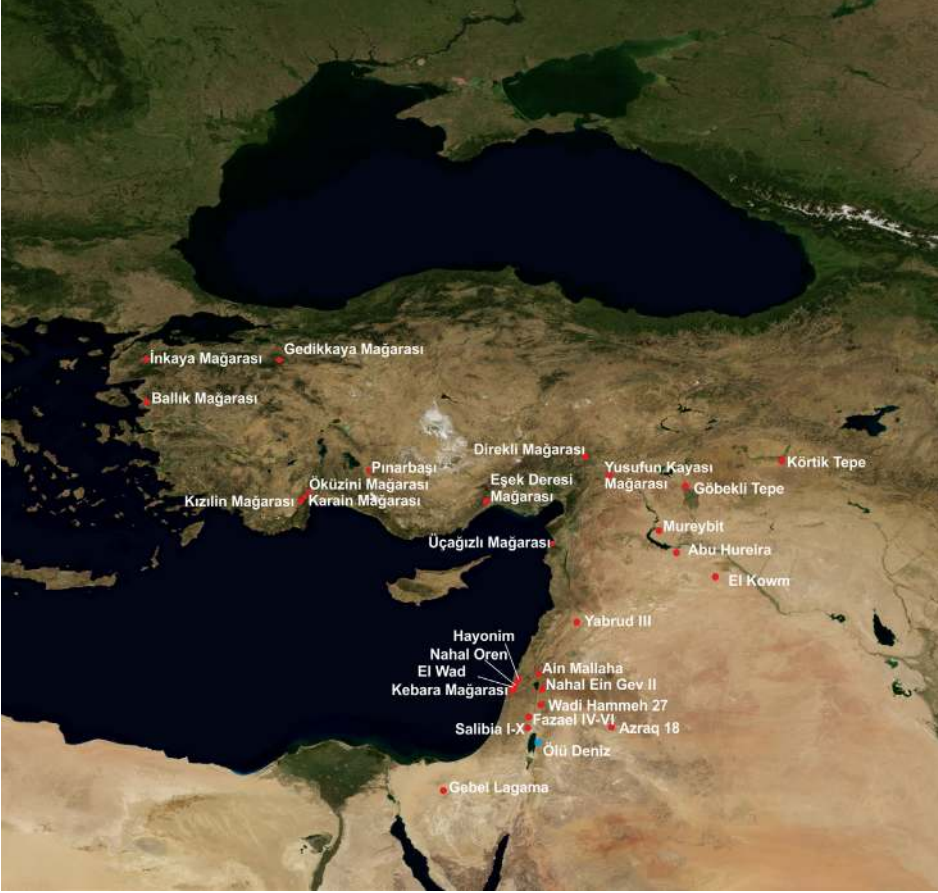 Gedikkaya Mağarası
İnkaya Mağarası
Ballık Mağarası
Direkli Mağarası
Körtik Tepe
Pınarbaşı
Yusufun Kayası
Mağarası
Öküzini Mağarası
Eşek Deresi
Mağarası
Göbekli Tepe
Kızılin Mağarası
Karain Mağarası
Mureybit
Üçağızlı Mağarası
Abu Hureira
El Kowm
Yabrud III
Hayonim
Nahal Oren
El Wad
Ain Mallaha
Kebara Mağarası
Nahal Ein Gev II
Wadi Hammeh 27
Fazael IV-VI
Salibia I-X
Azraq 18
Ölü Deniz
Gebel Lagama